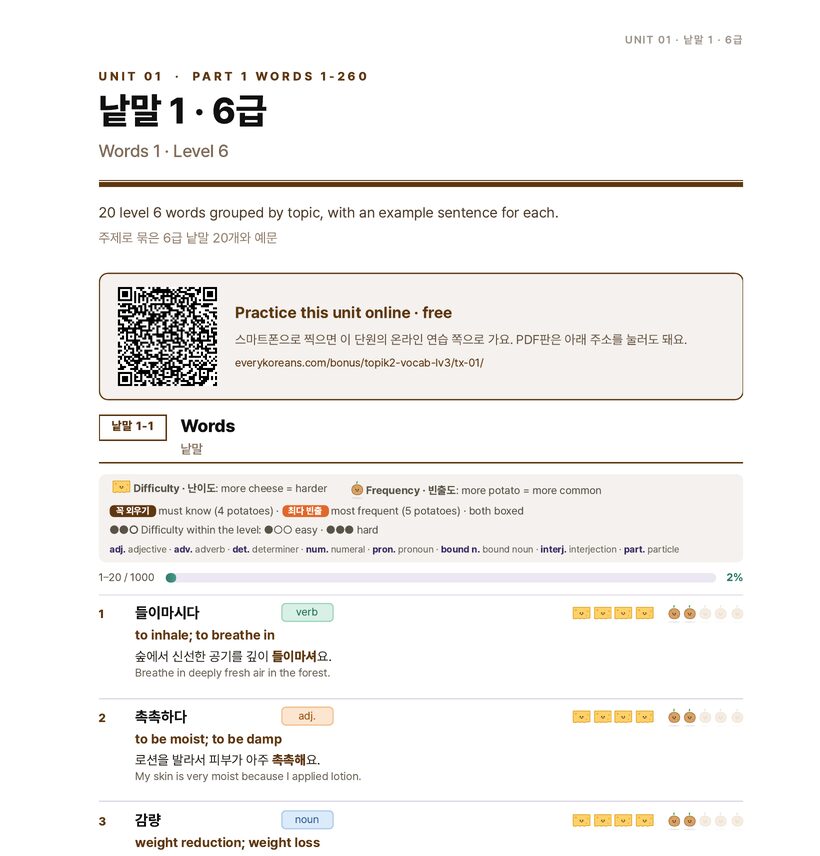 UNIT 01 · 낱말 1 · 6급
UNIT 01 · PART 1 WORDS 1-260
낱말 1 · 6급
Words 1 · Level 6
20 level 6 words grouped by topic, with an example sentence for each.
주제로 묶은 6급 낱말 20개와 예문
Practice this unit online · free
스마트폰으로 찍으면 이 단원의 온라인 연습 쪽으로 가요. PDF판은 아래 주소를 눌러도 돼요.
everykoreans.com/bonus/topik2-vocab-lv3/tx-01/
낱말 1-1 Words
낱말
Difficulty · 난이도: more cheese = harder Frequency · 빈출도: more potato = more common
꼭 외우기 must know (4 potatoes) · 최다 빈출 most frequent (5 potatoes) · both boxed
●●○ Difficulty within the level: ●○○ easy · ●●● hard
adj. adjective · adv. adverb · det. determiner · num. numeral · pron. pronoun · bound n. bound noun · interj. interjection · part. particle
1–20 / 1000 2%
1 들이마시다 verb
to inhale; to breathe in
숲에서 신선한 공기를 깊이 들이마셔요.
Breathe in deeply fresh air in the forest.
2 촉촉하다 adj.
to be moist; to be damp
로션을 발라서 피부가 아주 촉촉해요.
My skin is very moist because I applied lotion.
3 감량 noun
weight reduction; weight loss